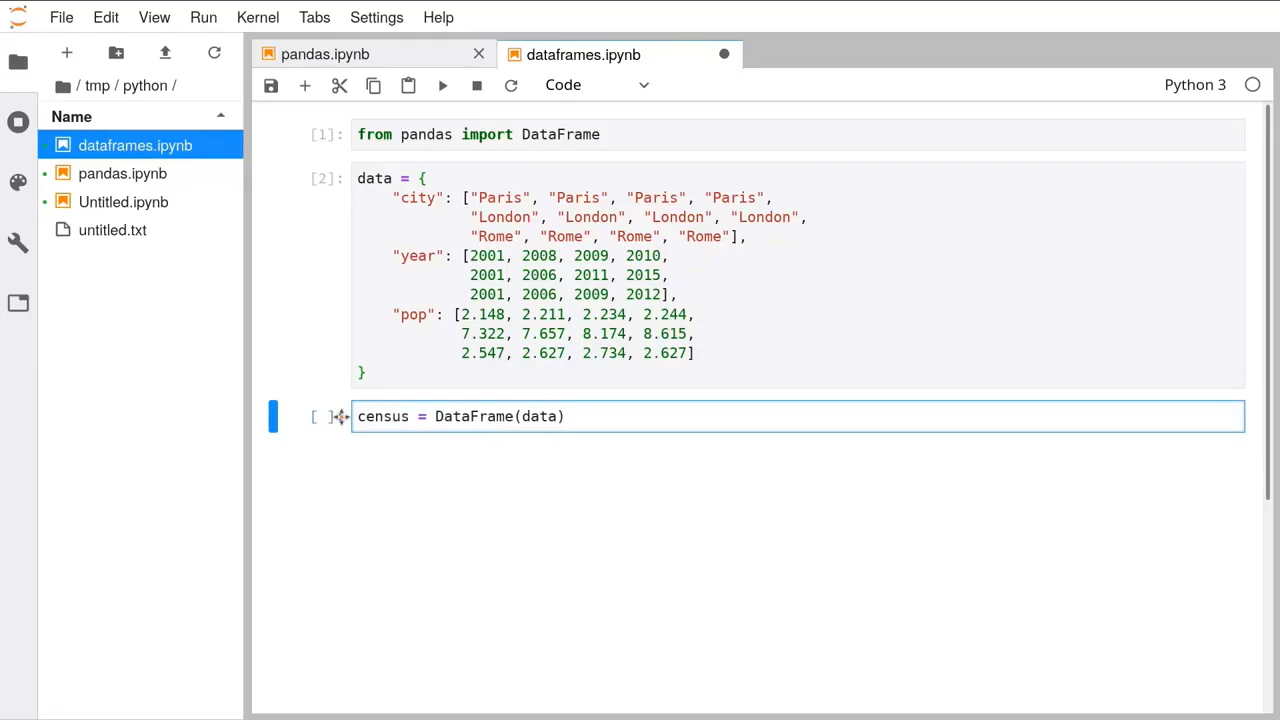 File Edit View Run Kernel Tabs Settings Help
/ tmp / python /
Name
dataframes.ipynb
pandas.ipynb
Untitled.ipynb
untitled.txt
pandas.ipynb
dataframes.ipynb
Code
Python 3
[1]: from pandas import DataFrame
[2]: data = {
"city": ["Paris", "Paris", "Paris", "Paris",
"London", "London", "London", "London",
"Rome", "Rome", "Rome", "Rome"],
"year": [2001, 2008, 2009, 2010,
2001, 2006, 2011, 2015,
2001, 2006, 2009, 2012],
"pop": [2.148, 2.211, 2.234, 2.244,
7.322, 7.657, 8.174, 8.615,
2.547, 2.627, 2.734, 2.627]
}
[ ]: census = DataFrame(data)